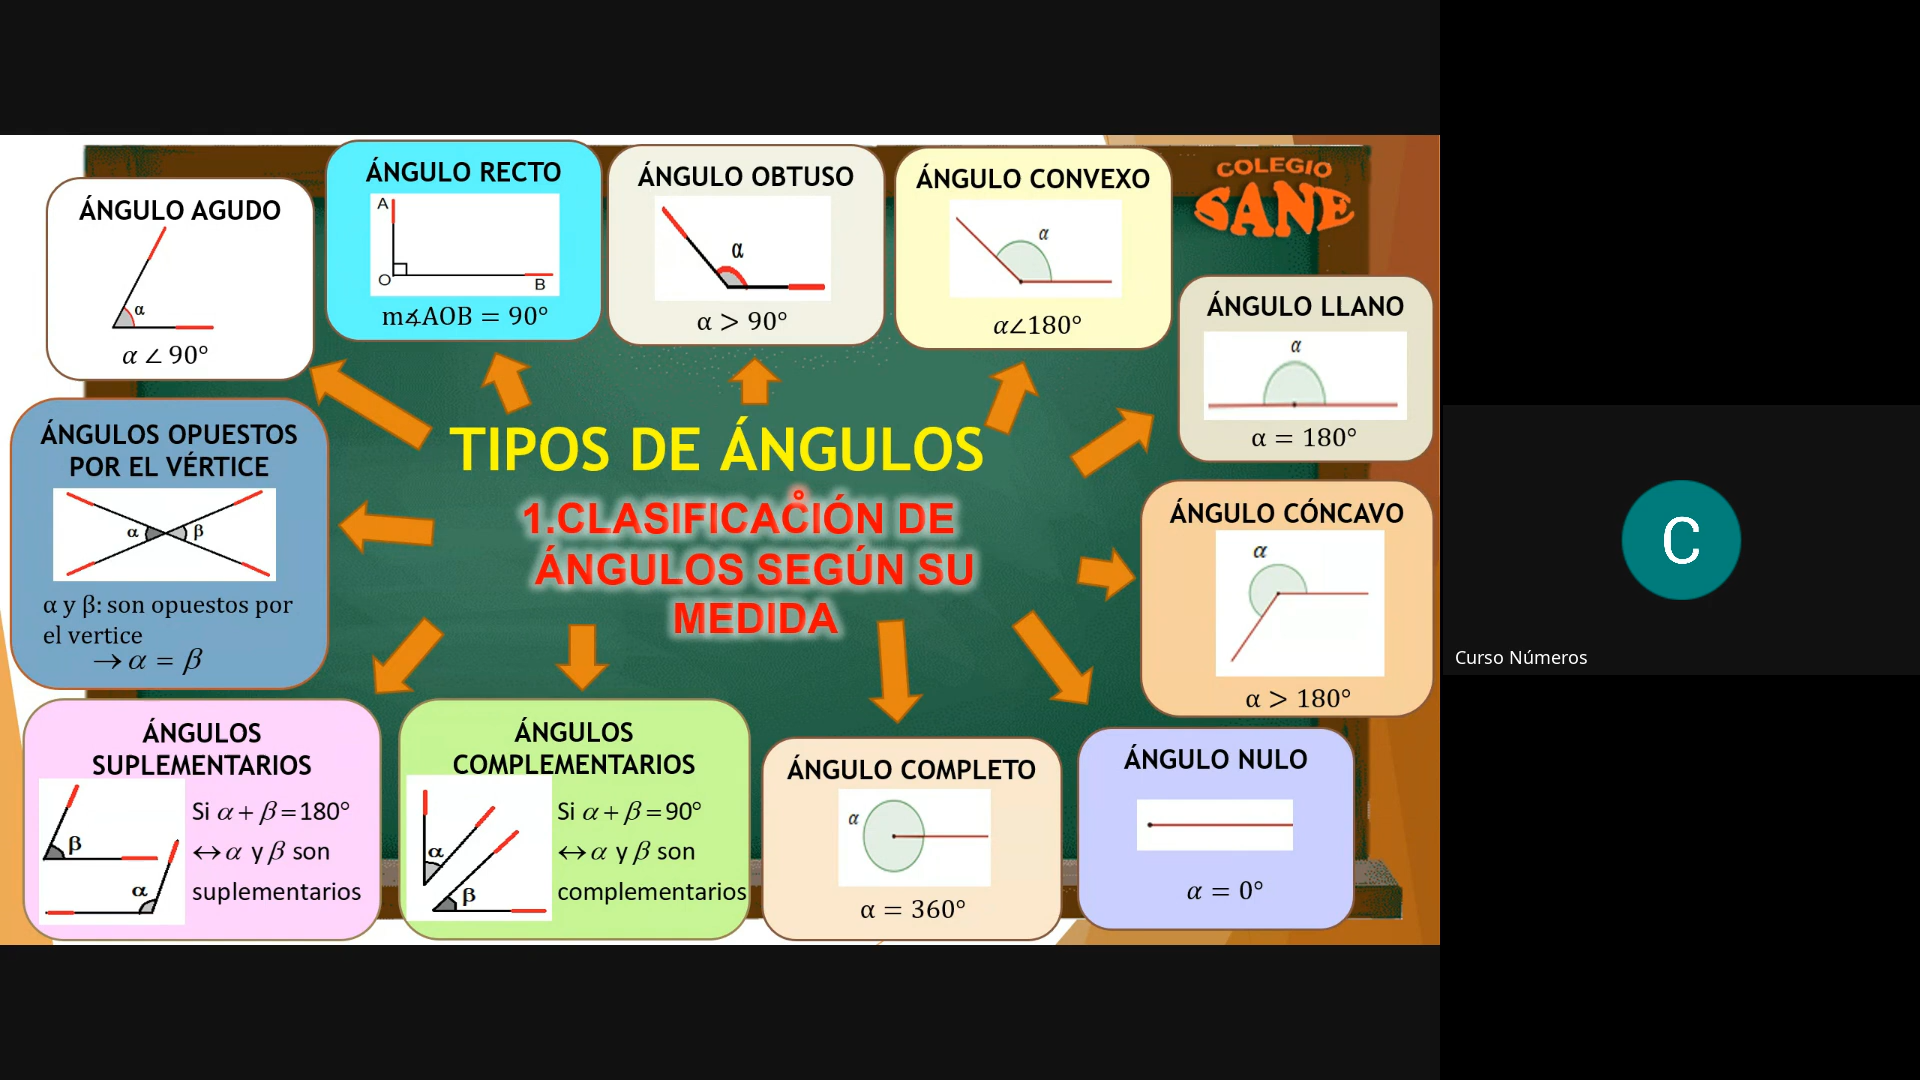 ÁNGULO AGUDO
α
α ∠ 90°
ÁNGULO RECTO
A
O
B
m∡AOB = 90°
ÁNGULO OBTUSO
α
α > 90°
ÁNGULO CONVEXO
α
α∠180°
COLEGIO
SANE
ÁNGULO LLANO
α
α = 180°
ÁNGULOS OPUESTOS
POR EL VÉRTICE
α β
α y β: son opuestos por
el vertice
→ α = β
TIPOS DE ÁNGULOS
1.CLASIFICACIÓN DE
ÁNGULOS SEGÚN SU
MEDIDA
ÁNGULO CÓNCAVO
α
α > 180°
ÁNGULOS
SUPLEMENTARIOS
β
α
Si α + β = 180°
↔ α y β son
suplementarios
ÁNGULOS
COMPLEMENTARIOS
α
β
Si α + β = 90°
↔ α y β son
complementarios
ÁNGULO COMPLETO
α
α = 360°
ÁNGULO NULO
α = 0°
C
Curso Números